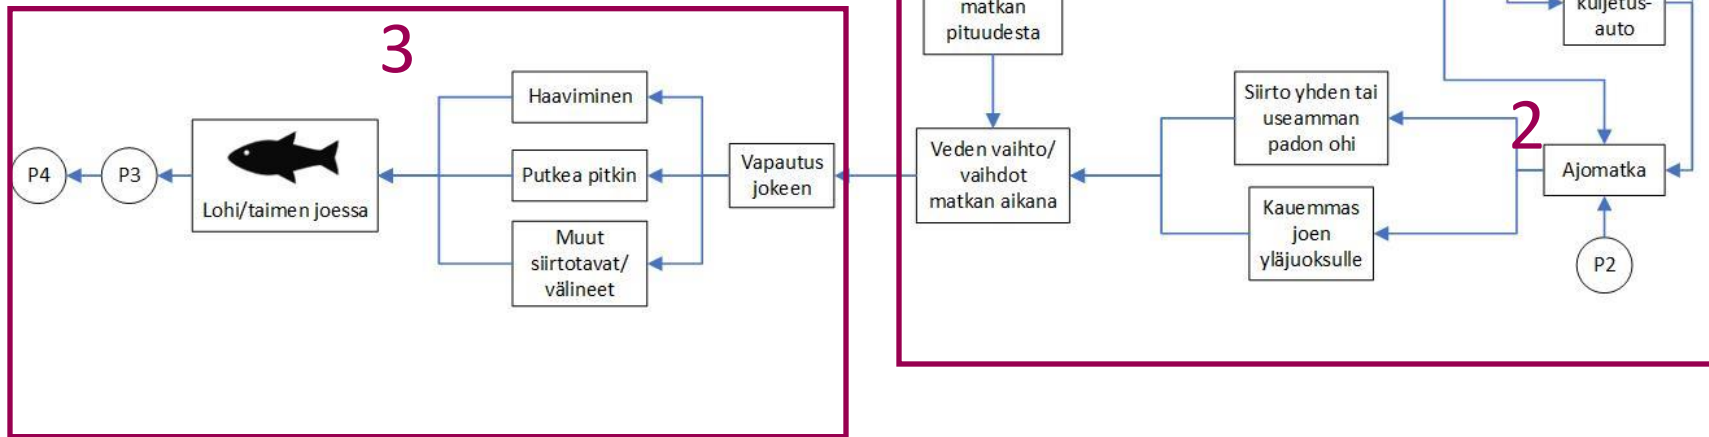 3
Haaviminen
Putkea pitkin
Muut
siirtotavat/
välineet
Vapautus
jokeen
Lohi/taimen joessa
P3
P4
2
matkan
pituudesta
Veden vaihto/
vaihdot
matkan aikana
Siirto yhden tai
useamman
padon ohi
Kauemmas
joen
yläjuoksulle
kuljetus-
auto
Ajomatka
P2